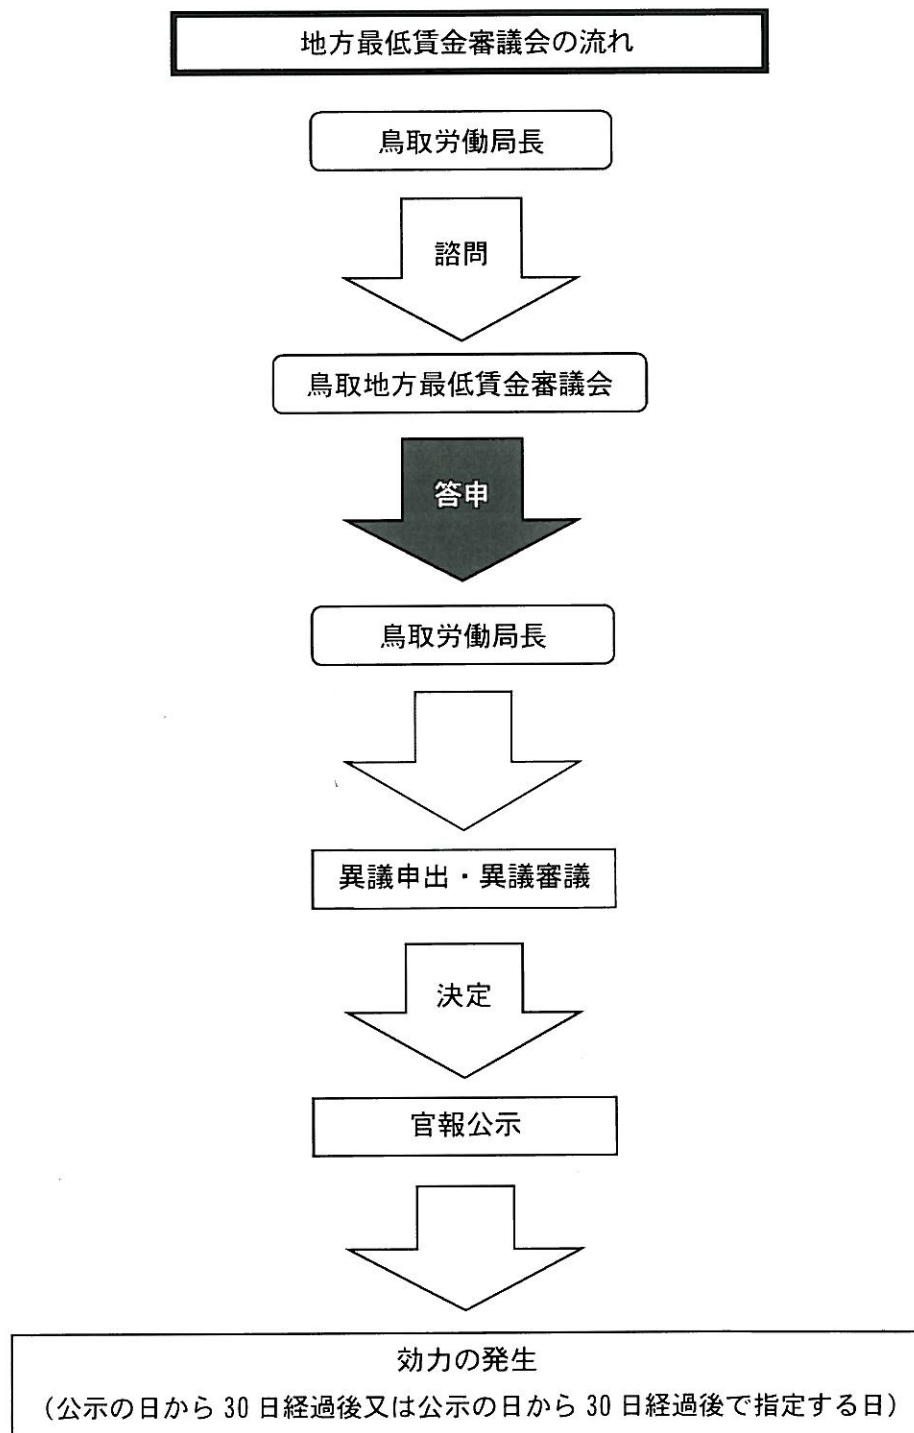 地方最低賃金審議会の流れ
鳥取労働局長
諮問
鳥取地方最低賃金審議会
答申
鳥取労働局長
異議申出・異議審議
決定
官報公示
効力の発生
（公示の日から 30 日経過後又は公示の日から 30 日経過後で指定する日）